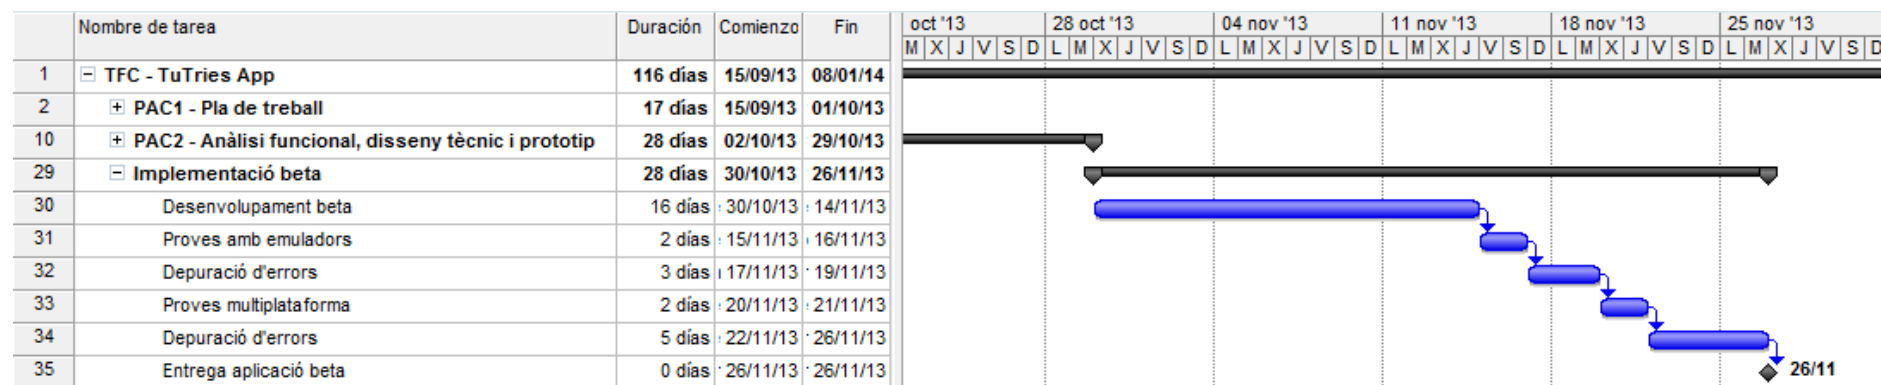 Nombre de tarea Duración Comienzo Fin oct '13 28 oct '13 04 nov '13 11 nov '13 18 nov '13 25 nov '13
M X J V S D L M X J V S D L M X J V S D L M X J V S D L M X J V S D L M X J V S D
1 TFC - TuTries App 116 días 15/09/13 08/01/14
2 PAC1 - Pla de treball 17 días 15/09/13 01/10/13
10 PAC2 - Anàlisi funcional, disseny tècnic i prototip 28 días 02/10/13 29/10/13
29 Implementació beta 28 días 30/10/13 26/11/13
30 Desenvolupament beta 16 días 30/10/13 14/11/13
31 Proves amb emuladors 2 días 15/11/13 16/11/13
32 Depuració d'errors 3 días 17/11/13 19/11/13
33 Proves multiplataforma 2 días 20/11/13 21/11/13
34 Depuració d'errors 5 días 22/11/13 26/11/13
35 Entrega aplicació beta 0 días 26/11/13 26/11/13 26/11